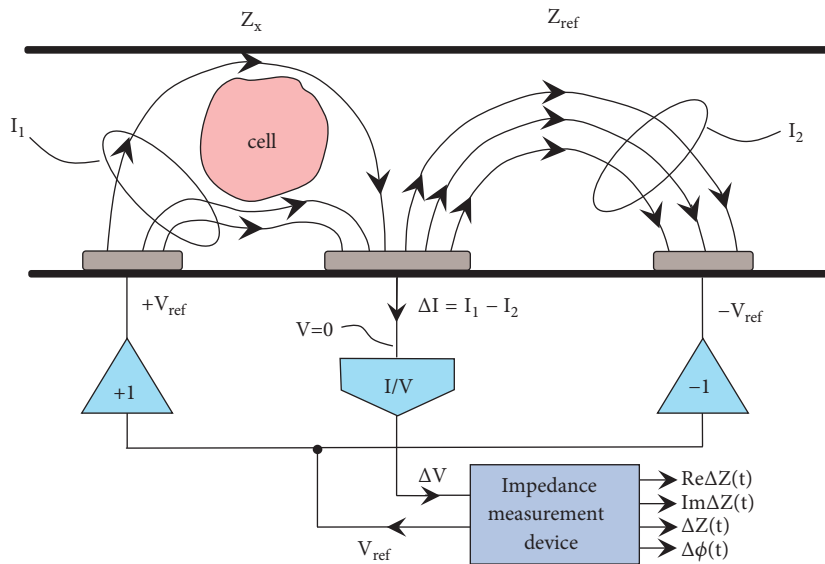 Z_x
Z_ref
I_1
cell
I_2
+V_ref
ΔI = I_1 − I_2
−V_ref
V=0
+1
I/V
−1
ΔV
Impedance
measurement
device
ReΔZ(t)
ImΔZ(t)
ΔZ(t)
Δϕ(t)
V_ref